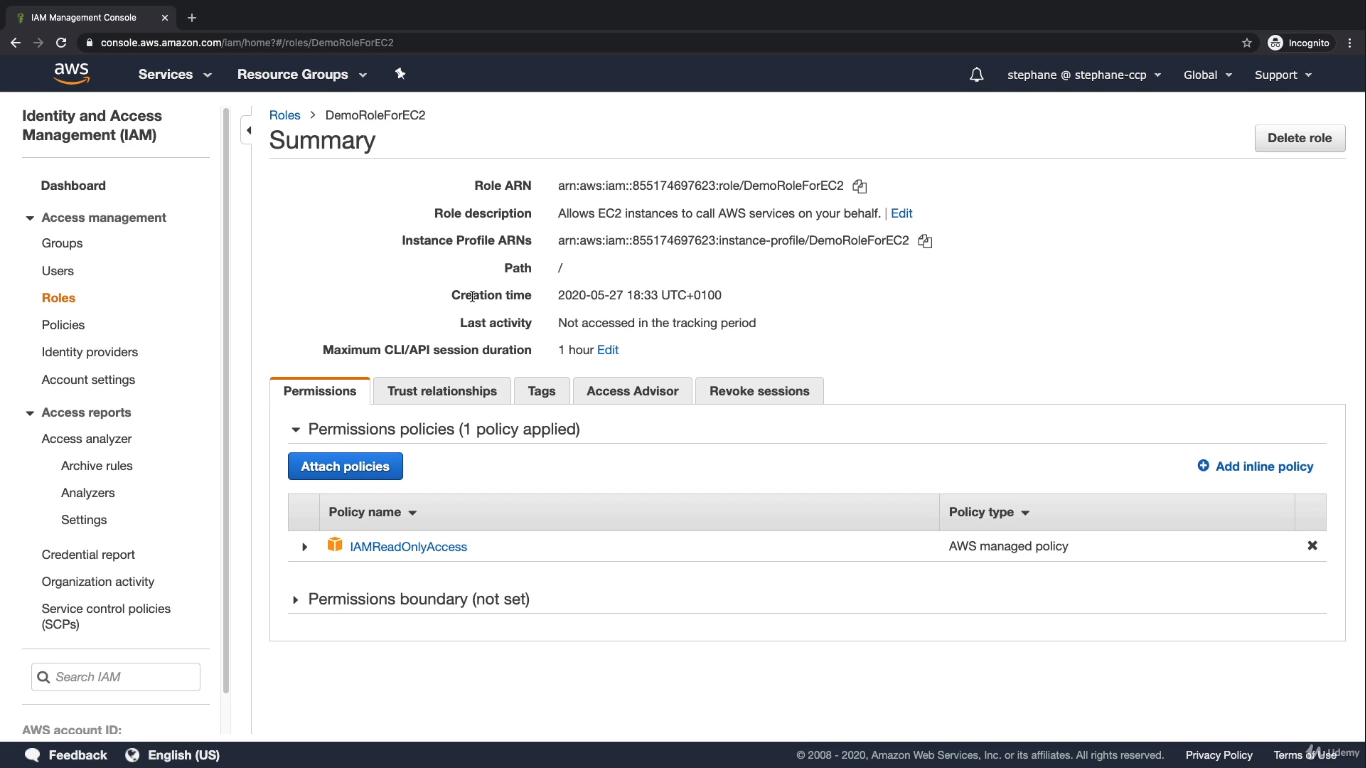 IAM Management Console
console.aws.amazon.com/iam/home?#/roles/DemoRoleForEC2
Incognito
aws
Services
Resource Groups
stephane @ stephane-ccp
Global
Support
Identity and Access
Management (IAM)
Dashboard
Access management
Groups
Users
Roles
Policies
Identity providers
Account settings
Access reports
Access analyzer
Archive rules
Analyzers
Settings
Credential report
Organization activity
Service control policies
(SCPs)
Search IAM
AWS account ID:
Roles > DemoRoleForEC2
Summary
Delete role
Role ARN arn:aws:iam::855174697623:role/DemoRoleForEC2
Role description Allows EC2 instances to call AWS services on your behalf. | Edit
Instance Profile ARNs arn:aws:iam::855174697623:instance-profile/DemoRoleForEC2
Path /
Creation time 2020-05-27 18:33 UTC+0100
Last activity Not accessed in the tracking period
Maximum CLI/API session duration 1 hour Edit
Permissions Trust relationships Tags Access Advisor Revoke sessions
Permissions policies (1 policy applied)
Attach policies
Add inline policy
Policy name Policy type
IAMReadOnlyAccess AWS managed policy
Permissions boundary (not set)
Feedback English (US)
© 2008 - 2020, Amazon Web Services, Inc. or its affiliates. All rights reserved. Privacy Policy Terms of Use
Udemy